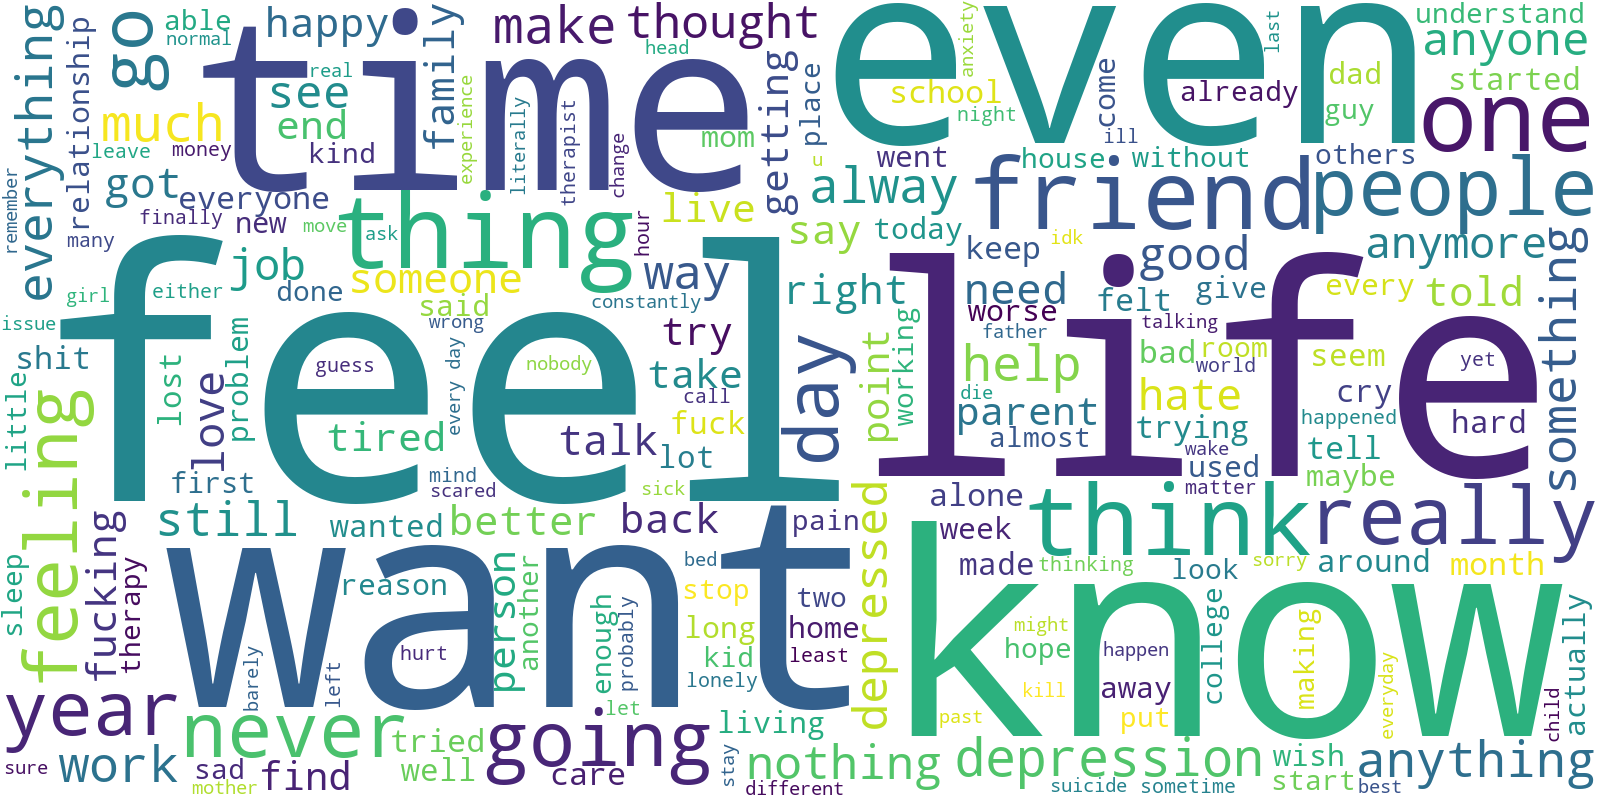 everything
go
able
normal
happy
family
make
thought
head
time
even
understand
anyone
started
last
anxiety
dad
guy
one
school
already
night
come
ill
relationship
much
leave
money
see
real
end
kind
experience
literally
therapist
change
mom
getting
place
u
went
house
without
others
remember
many
got
everyone
finally
new
move
ask
thing
hour
live
alway
say
today
friend
people
keep
idk
good
anymore
something
girl
either
issue
job
done
someone
said
constantly
way
right
need
worse
father
felt
give
every
told
feel
life
talking
shit
little
lost
love
problem
guess
wrong
every day
nobody
try
take
call
fuck
day
point
working
help
die
parent
almost
bad
room
world
trying
hate
seem
cry
yet
happened
hard
tell
maybe
feeling
tired
talk
lot
first
mind
scared
sick
wake
used
matter
alone
week
think
really
still
wanted
better
back
pain
depressed
made
thinking
look
sorry
around
month
sleep
fucking
therapy
want
reason
person
another
bed
stop
two
know
long
home
enough
probably
kid
least
lonely
hurt
barely
left
let
might
hope
happen
kill
away
past
put
college
making
everyday
child
actually
year
never
tried
going
living
work
sure
sad
mother
find
well
care
stay
nothing
different
depression
suicide
sometime
wish
start
best
anything